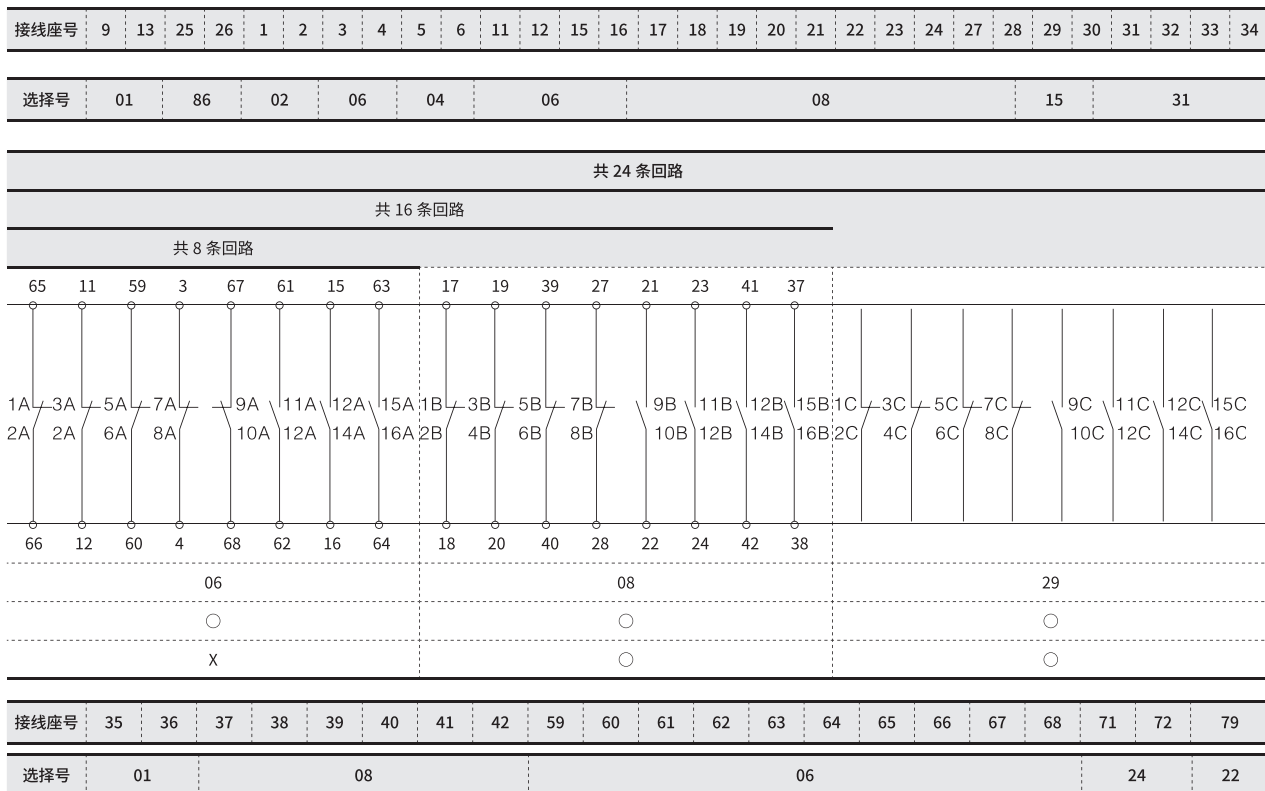 接线座号 9 13 25 26 1 2 3 4 5 6 11 12 15 16 17 18 19 20 21 22 23 24 27 28 29 30 31 32 33 34
选择号 01 86 02 06 04 06 08 15 31
共 24 条回路
共 16 条回路
共 8 条回路
65 11 59 3 67 61 15 63 17 19 39 27 21 23 41 37
1A 3A 5A 7A 9A 11A 12A 15A 1B 3B 5B 7B 9B 11B 12B 15B 1C 3C 5C 7C 9C 11C 12C 15C
2A 2A 6A 8A 10A 12A 14A 16A 2B 4B 6B 8B 10B 12B 14B 16B 2C 4C 6C 8C 10C 12C 14C 16C
66 12 60 4 68 62 16 64 18 20 40 28 22 24 42 38
06 08 29
○ ○ ○
X ○ ○
接线座号 35 36 37 38 39 40 41 42 59 60 61 62 63 64 65 66 67 68 71 72 79
选择号 01 08 06 24 22